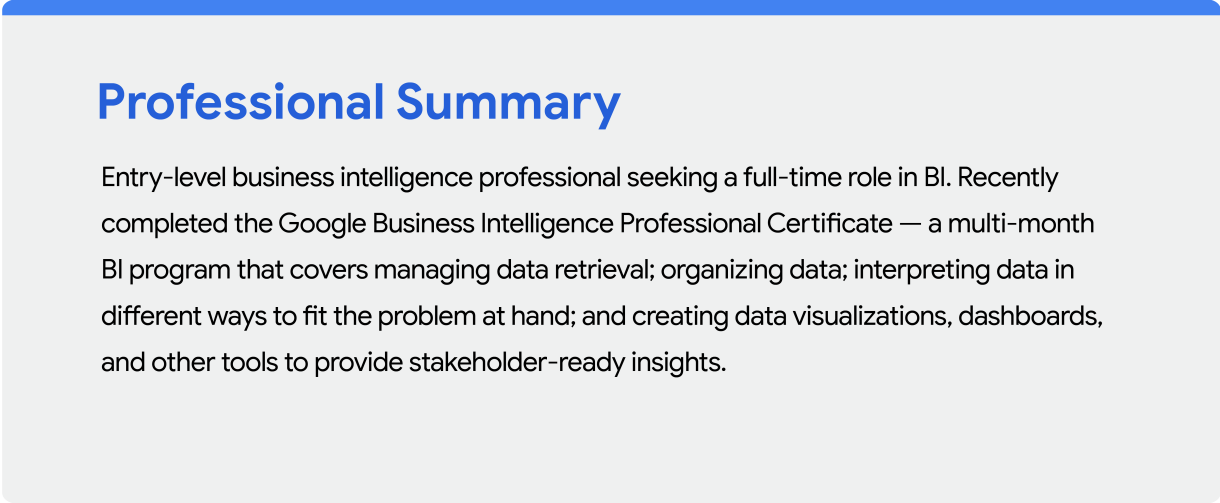 Professional Summary
Entry-level business intelligence professional seeking a full-time role in BI. Recently
completed the Google Business Intelligence Professional Certificate — a multi-month
BI program that covers managing data retrieval; organizing data; interpreting data in
different ways to fit the problem at hand; and creating data visualizations, dashboards,
and other tools to provide stakeholder-ready insights.